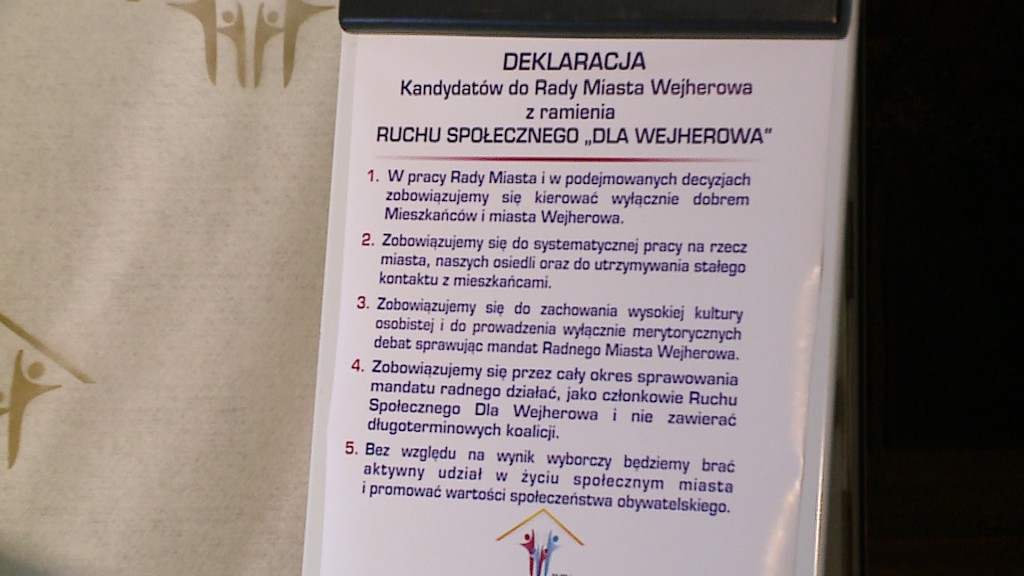 DEKLARACJA
Kandydatów do Rady Miasta Wejherowa
z ramienia
RUCHU SPOŁECZNEGO „DLA WEJHEROWA”
1. W pracy Rady Miasta i w podejmowanych decyzjach
zobowiązujemy się kierować wyłącznie dobrem
Mieszkańców i miasta Wejherowa.
2. Zobowiązujemy się do systematycznej pracy na rzecz
miasta, naszych osiedli oraz do utrzymywania stałego
kontaktu z mieszkańcami.
3. Zobowiązujemy się do zachowania wysokiej kultury
osobistej i do prowadzenia wyłącznie merytorycznych
debat sprawując mandat Radnego Miasta Wejherowa.
4. Zobowiązujemy się przez cały okres sprawowania
mandatu radnego działać, jako członkowie Ruchu
Społecznego Dla Wejherowa i nie zawierać
długoterminowych koalicji.
5. Bez względu na wynik wyborczy będziemy brać
aktywny udział w życiu społecznym miasta
i promować wartości społeczeństwa obywatelskiego.